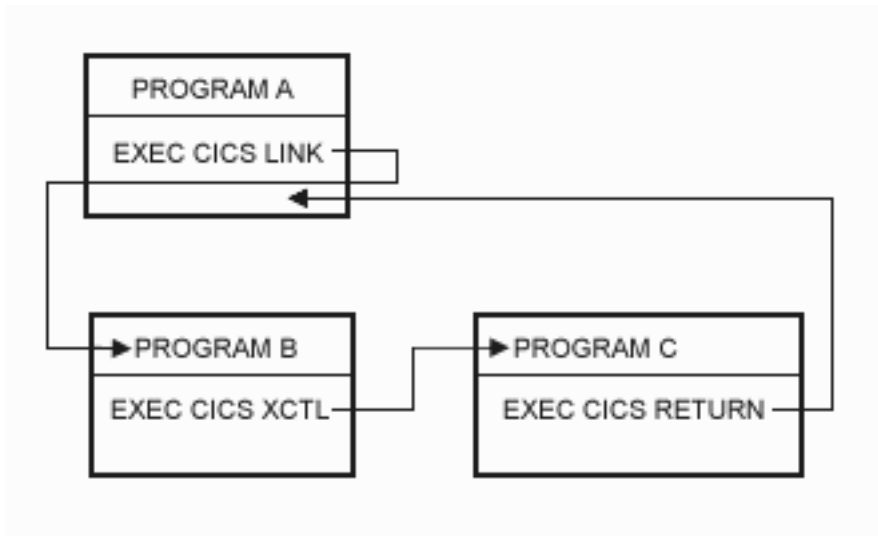 PROGRAM A
EXEC CICS LINK
PROGRAM B
EXEC CICS XCTL
PROGRAM C
EXEC CICS RETURN